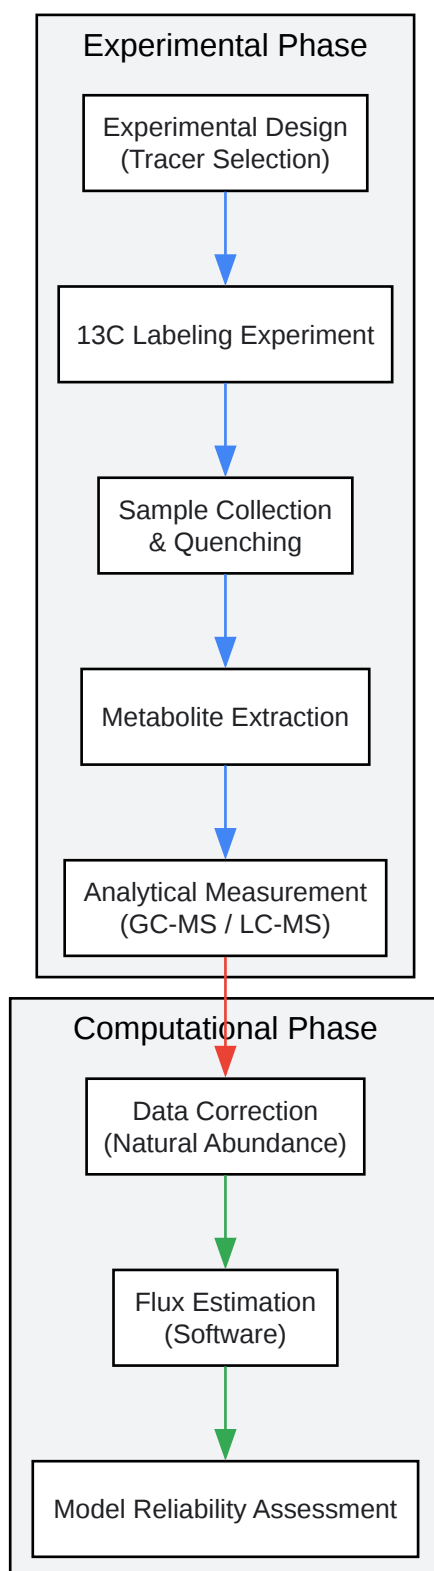 Experimental Phase
Experimental Design
(Tracer Selection)
13C Labeling Experiment
Sample Collection
& Quenching
Metabolite Extraction
Analytical Measurement
(GC-MS / LC-MS)
Computational Phase
Data Correction
(Natural Abundance)
Flux Estimation
(Software)
Model Reliability Assessment